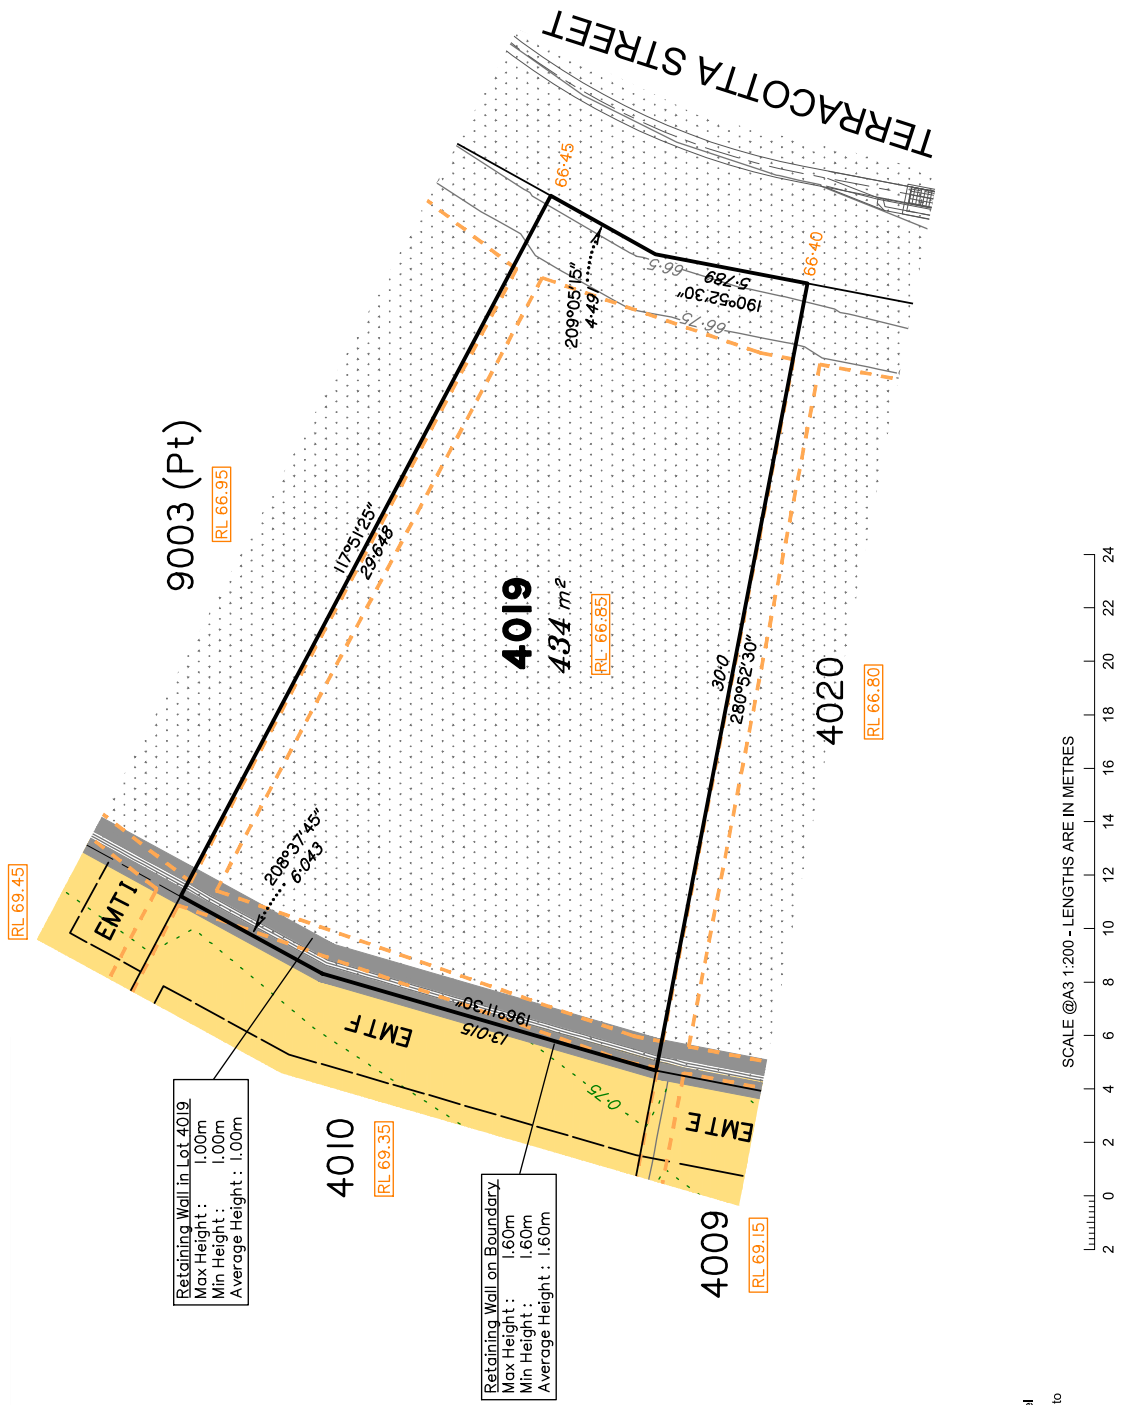 TERRACOTTA STREET
66·45
66·40
209°05'15"
4·491
66·5
5·789
190°52'30"
66·75
9003 (Pt)
RL 66.95
117°51'25"
29·648
4019
434 m²
RL 66.85
30·0
280°52'30"
4020
RL 66.80
208°37'45"
6·043
RL 69.45
EMT I
EMTF
196°11'30"
13·015
0·75
EMTE
4010
RL 69.35
4009
RL 69.15
Retaining Wall in Lot 4019
Max Height : 1.00m
Min Height : 1.00m
Average Height : 1.00m
Retaining Wall on Boundary
Max Height : 1.60m
Min Height : 1.60m
Average Height : 1.60m
SCALE @A3 1:200 - LENGTHS ARE IN METRES
2 0 2 4 6 8 10 12 14 16 18 20 22 24
to